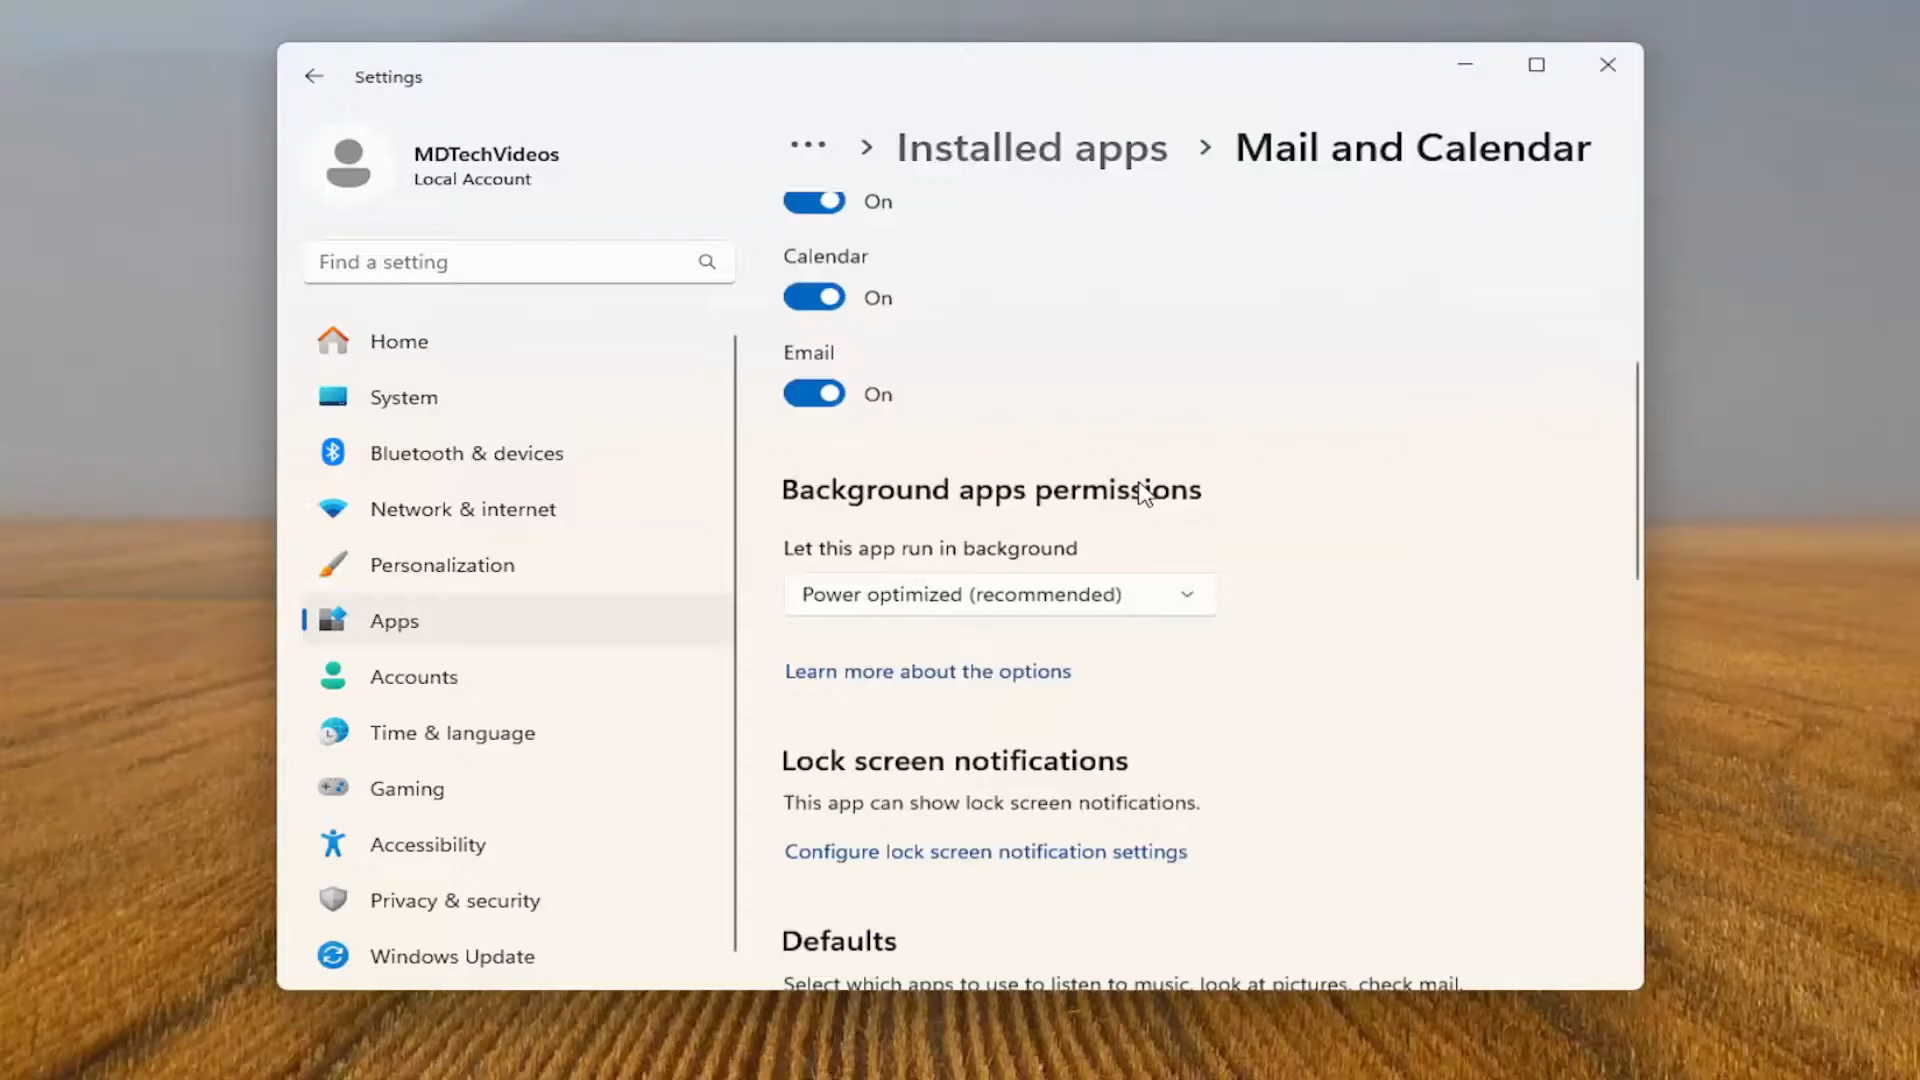 Settings
MDTechVideos
Local Account
Find a setting
Home
System
Bluetooth & devices
Network & internet
Personalization
Apps
Accounts
Time & language
Gaming
Accessibility
Privacy & security
Windows Update
... > Installed apps > Mail and Calendar
On
Calendar
On
Email
On
Background apps permissions
Let this app run in background
Power optimized (recommended)
Learn more about the options
Lock screen notifications
This app can show lock screen notifications.
Configure lock screen notification settings
Defaults
Select which apps to use to listen to music, look at pictures, check mail,